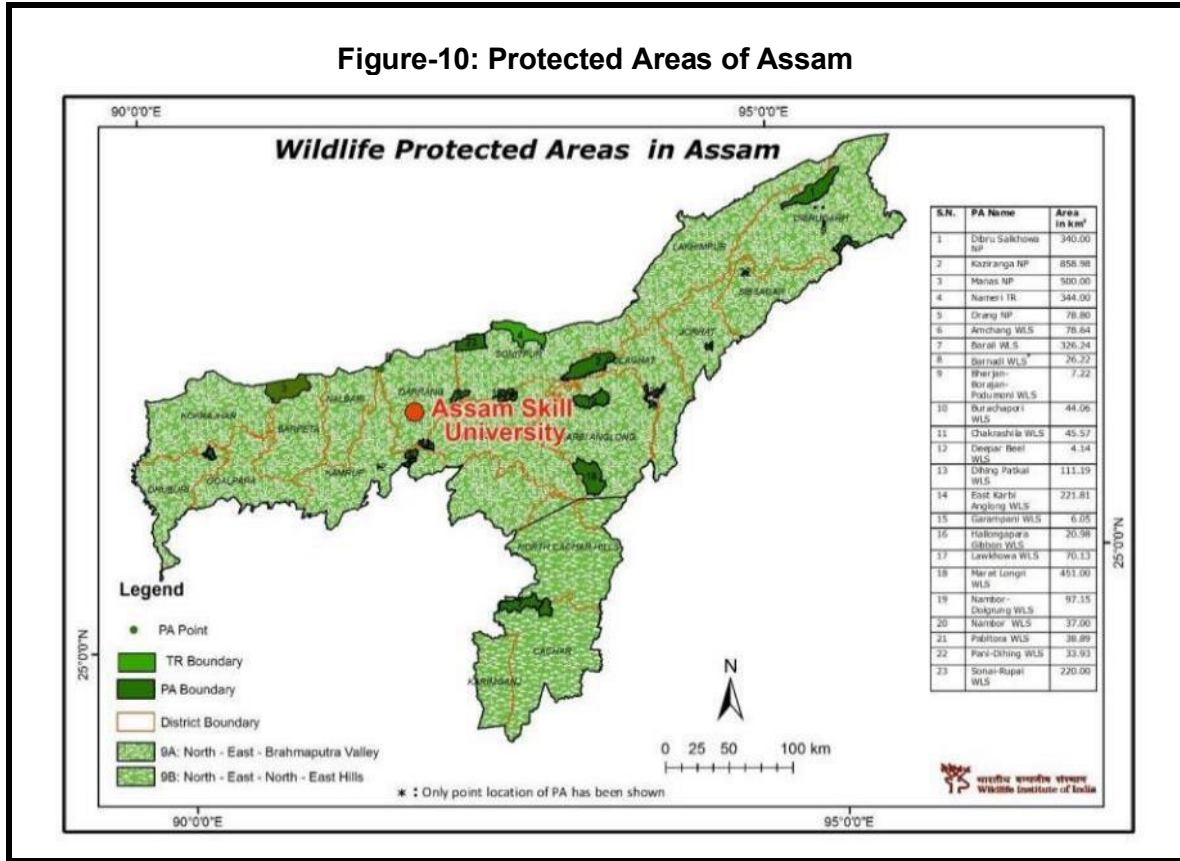 Figure-10: Protected Areas of Assam
90°0'0"E
95°0'0"E
Wildlife Protected Areas in Assam
DIBRUGARH
LAKHIMPUR
SIBSAGAR
JORHAT
SONITPUR
GOLAGHAT
DARRANG
NALBARI
KOKRAJHAR
BARPETA
Assam Skill
University
KARBI ANGLONG
KAMRUP
GOALPARA
DHUBURI
NORTH CACHAR HILLS
CACHAR
KARIMGANJ
S.N. PA Name Area
in km²
1 Dibru Saikhowa 340.00
NP
2 Kaziranga NP 858.98
3 Manas NP 500.00
4 Nameri TR 344.00
5 Orang NP 78.80
6 Amchang WLS 78.64
7 Borail WLS 326.24
8 Barnadi WLS* 26.22
9 Bherjan- 7.22
Borajan-
Podumoni WLS
10 Burachapori 44.06
WLS
11 Chakrashila WLS 45.57
12 Deepar Beel 4.14
WLS
13 Dihing Patkai 111.19
WLS
14 East Karbi 221.81
Anglong WLS
15 Garampani WLS 6.05
16 Hollongapara 20.98
Gibbon WLS
17 Lawkhowa WLS 70.13
18 Marat Longri 451.00
WLS
19 Nambor- 97.15
Doigrung WLS
20 Nambor WLS 37.00
21 Pabitora WLS 38.89
22 Pani-Dihing WLS 33.93
23 Sonai-Rupai 220.00
WLS
25°0'0"N
25°0'0"N
Legend
PA Point
TR Boundary
PA Boundary
District Boundary
9A: North - East - Brahmaputra Valley
9B: North - East - North - East Hills
N
0 25 50 100 km
* : Only point location of PA has been shown
भारतीय वन्यजीव संस्थान
Wildlife Institute of India
90°0'0"E
95°0'0"E